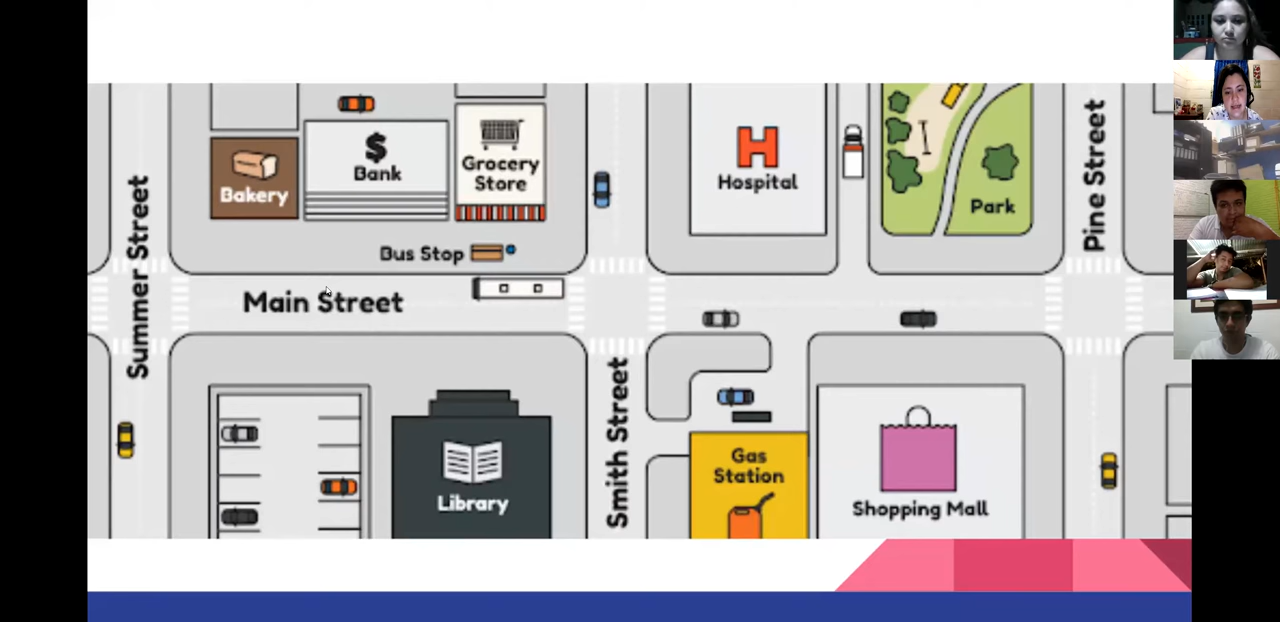 Bakery
$
Bank
Grocery
Store
H
Hospital
Park
Bus Stop
Main Street
Summer Street
Smith Street
Pine Street
Library
Gas
Station
Shopping Mall